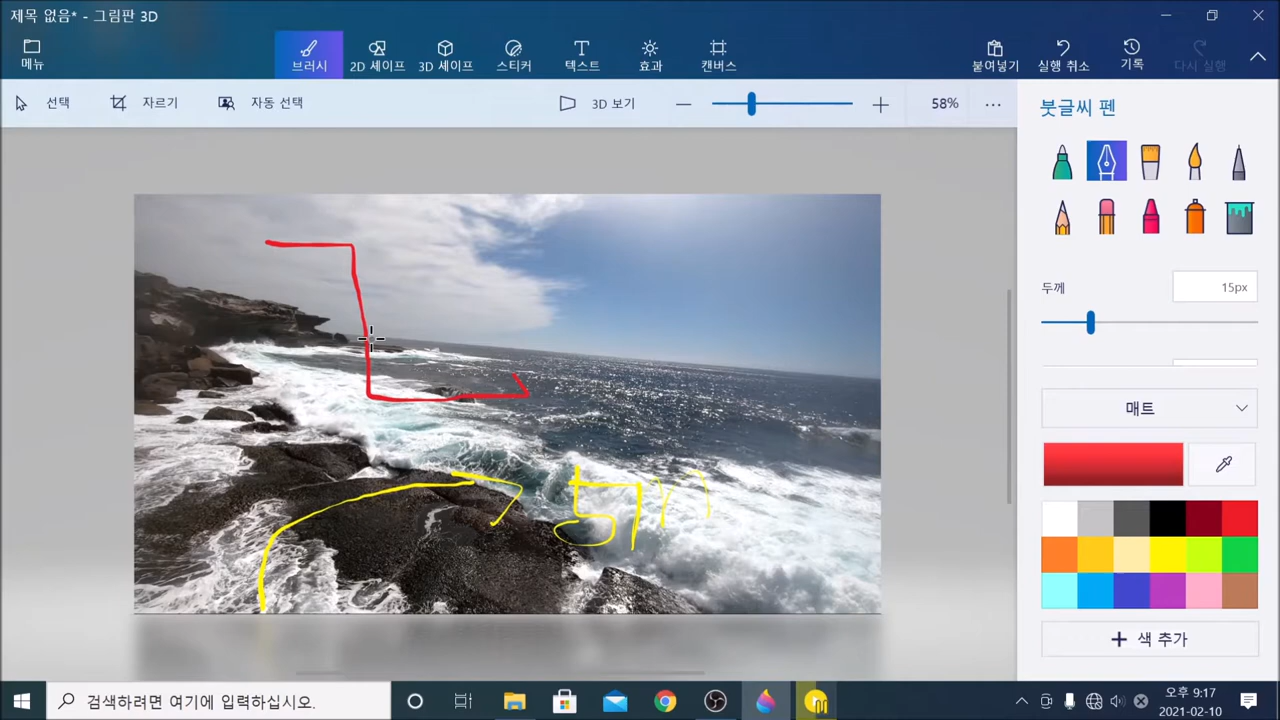 제목 없음* - 그림판 3D
메뉴
브러시
2D 셰이프
3D 셰이프
스티커
텍스트
효과
캔버스
붙여넣기
실행 취소
기록
다시 실행
선택
자르기
자동 선택
3D 보기
58%
붓글씨 펜
두께
15px
매트
색 추가
검색하려면 여기에 입력하십시오.
오후 9:17
2021-02-10